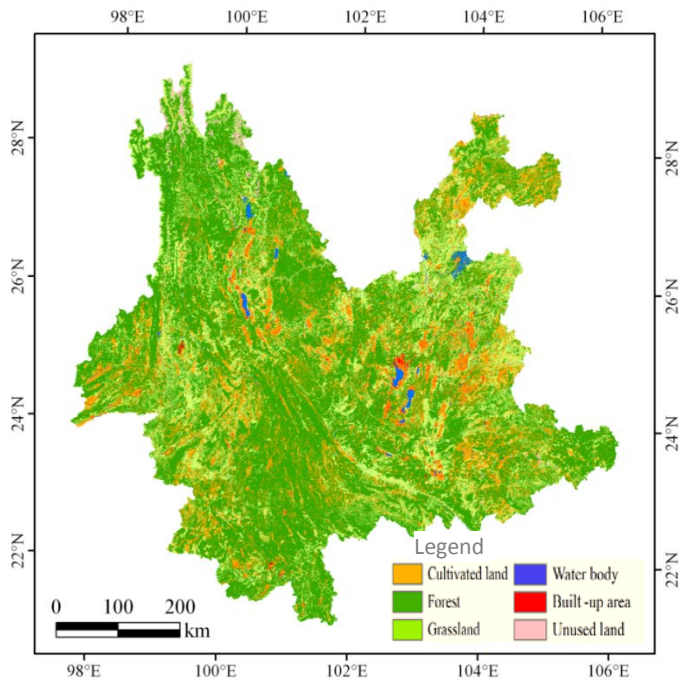 98°E 100°E 102°E 104°E 106°E
28°N 28°N
26°N 26°N
24°N 24°N
22°N 22°N
Legend
Cultivated land Water body
Forest Built -up area
Grassland Unused land
0 100 200
km
98°E 100°E 102°E 104°E 106°E